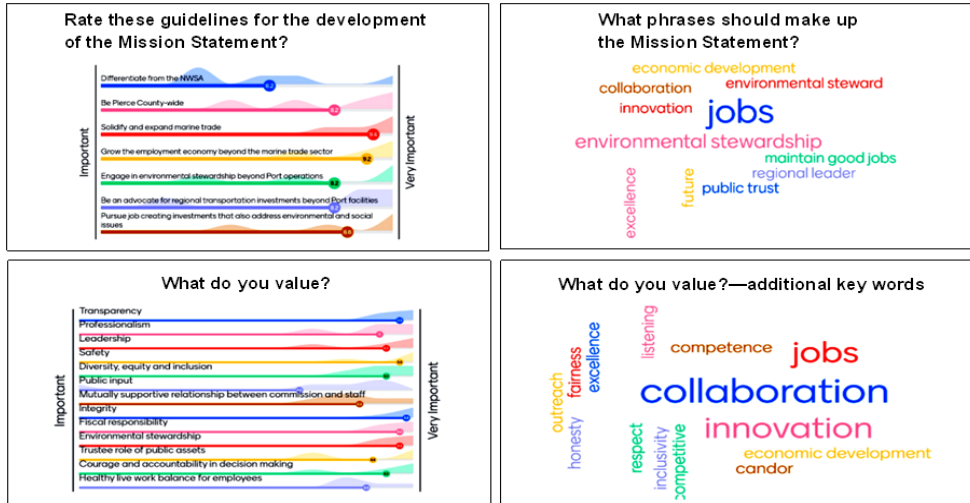 Rate these guidelines for the development
of the Mission Statement?
Important
Differentiate from the NWSA
Be Pierce County-wide
Solidify and expand marine trade
Grow the employment economy beyond the marine trade sector
9.2
Engage in environmental stewardship beyond Port operations
Be an advocate for regional transportation investments beyond Port facilities
Pursue job creating investments that also address environmental and social
issues
Very Important
What phrases should make up
the Mission Statement?
economic development
collaboration
environmental steward
innovation
jobs
environmental stewardship
maintain good jobs
regional leader
excellence
future
public trust
What do you value?
Important
Transparency
Professionalism
Leadership
Safety
Diversity, equity and inclusion
Public input
Mutually supportive relationship between commission and staff
Integrity
Fiscal responsibility
Environmental stewardship
Trustee role of public assets
Courage and accountability in decision making
Healthy live work balance for employees
Very Important
What do you value?—additional key words
outreach
fairness
excellence
honesty
listening
competence
jobs
collaboration
innovation
respect
inclusivity
competitive
economic development
candor